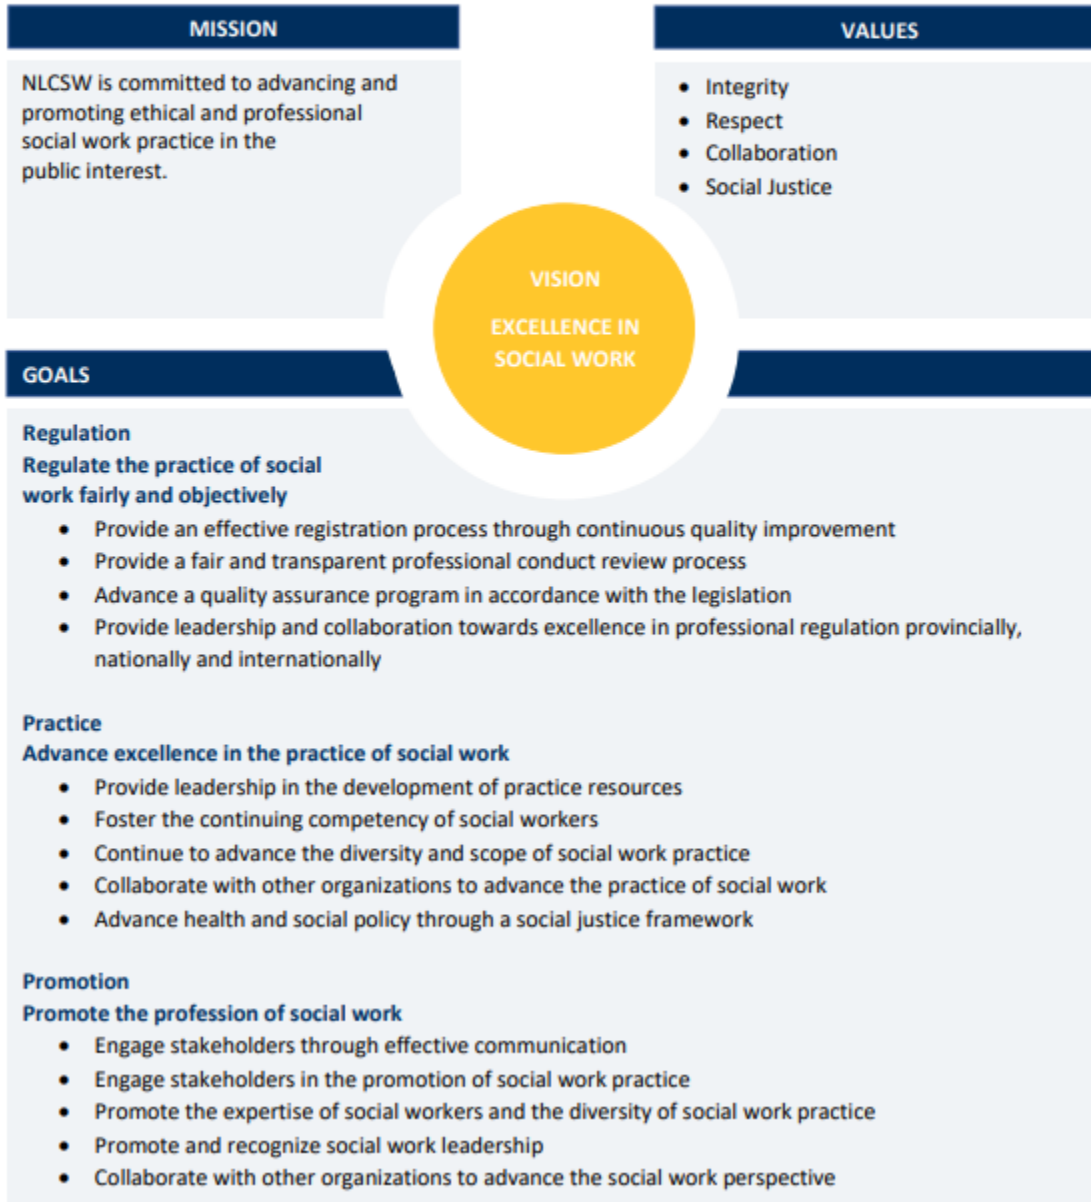 MISSION
NLCSW is committed to advancing and
promoting ethical and professional
social work practice in the
public interest.
VALUES
• Integrity
• Respect
• Collaboration
• Social Justice
VISION
EXCELLENCE IN
SOCIAL WORK
GOALS
Regulation
Regulate the practice of social
work fairly and objectively
• Provide an effective registration process through continuous quality improvement
• Provide a fair and transparent professional conduct review process
• Advance a quality assurance program in accordance with the legislation
• Provide leadership and collaboration towards excellence in professional regulation provincially,
nationally and internationally
Practice
Advance excellence in the practice of social work
• Provide leadership in the development of practice resources
• Foster the continuing competency of social workers
• Continue to advance the diversity and scope of social work practice
• Collaborate with other organizations to advance the practice of social work
• Advance health and social policy through a social justice framework
Promotion
Promote the profession of social work
• Engage stakeholders through effective communication
• Engage stakeholders in the promotion of social work practice
• Promote the expertise of social workers and the diversity of social work practice
• Promote and recognize social work leadership
• Collaborate with other organizations to advance the social work perspective